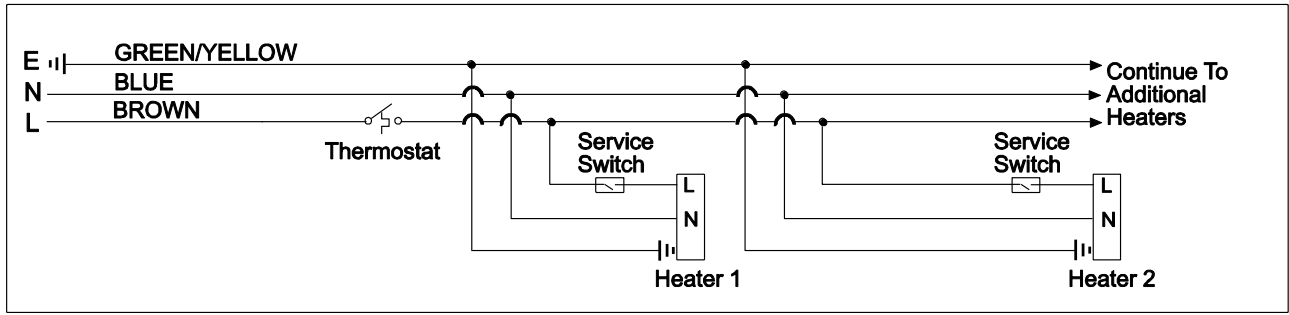 E GREEN/YELLOW
N BLUE
L BROWN
Thermostat
Continue To
Additional
Heaters
Service
Switch
L
N
Heater 1
Service
Switch
L
N
Heater 2